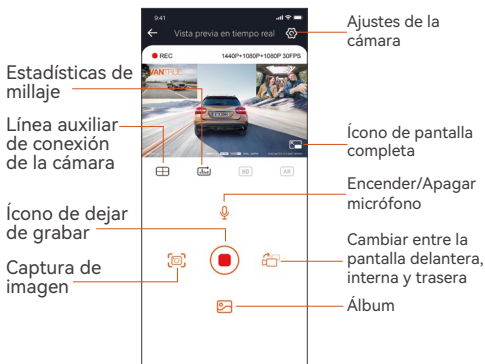 9:41
Vista previa en tiempo real
REC
1440P+1080P+1080P 30FPS
VANTRUE
HD
AR
Ajustes de la
cámara
Estadísticas de
millaje
Línea auxiliar
de conexión
de la cámara
Ícono de pantalla
completa
Encender/Apagar
micrófono
Ícono de dejar
de grabar
Cambiar entre la
pantalla delantera,
interna y trasera
Captura de
imagen
Álbum